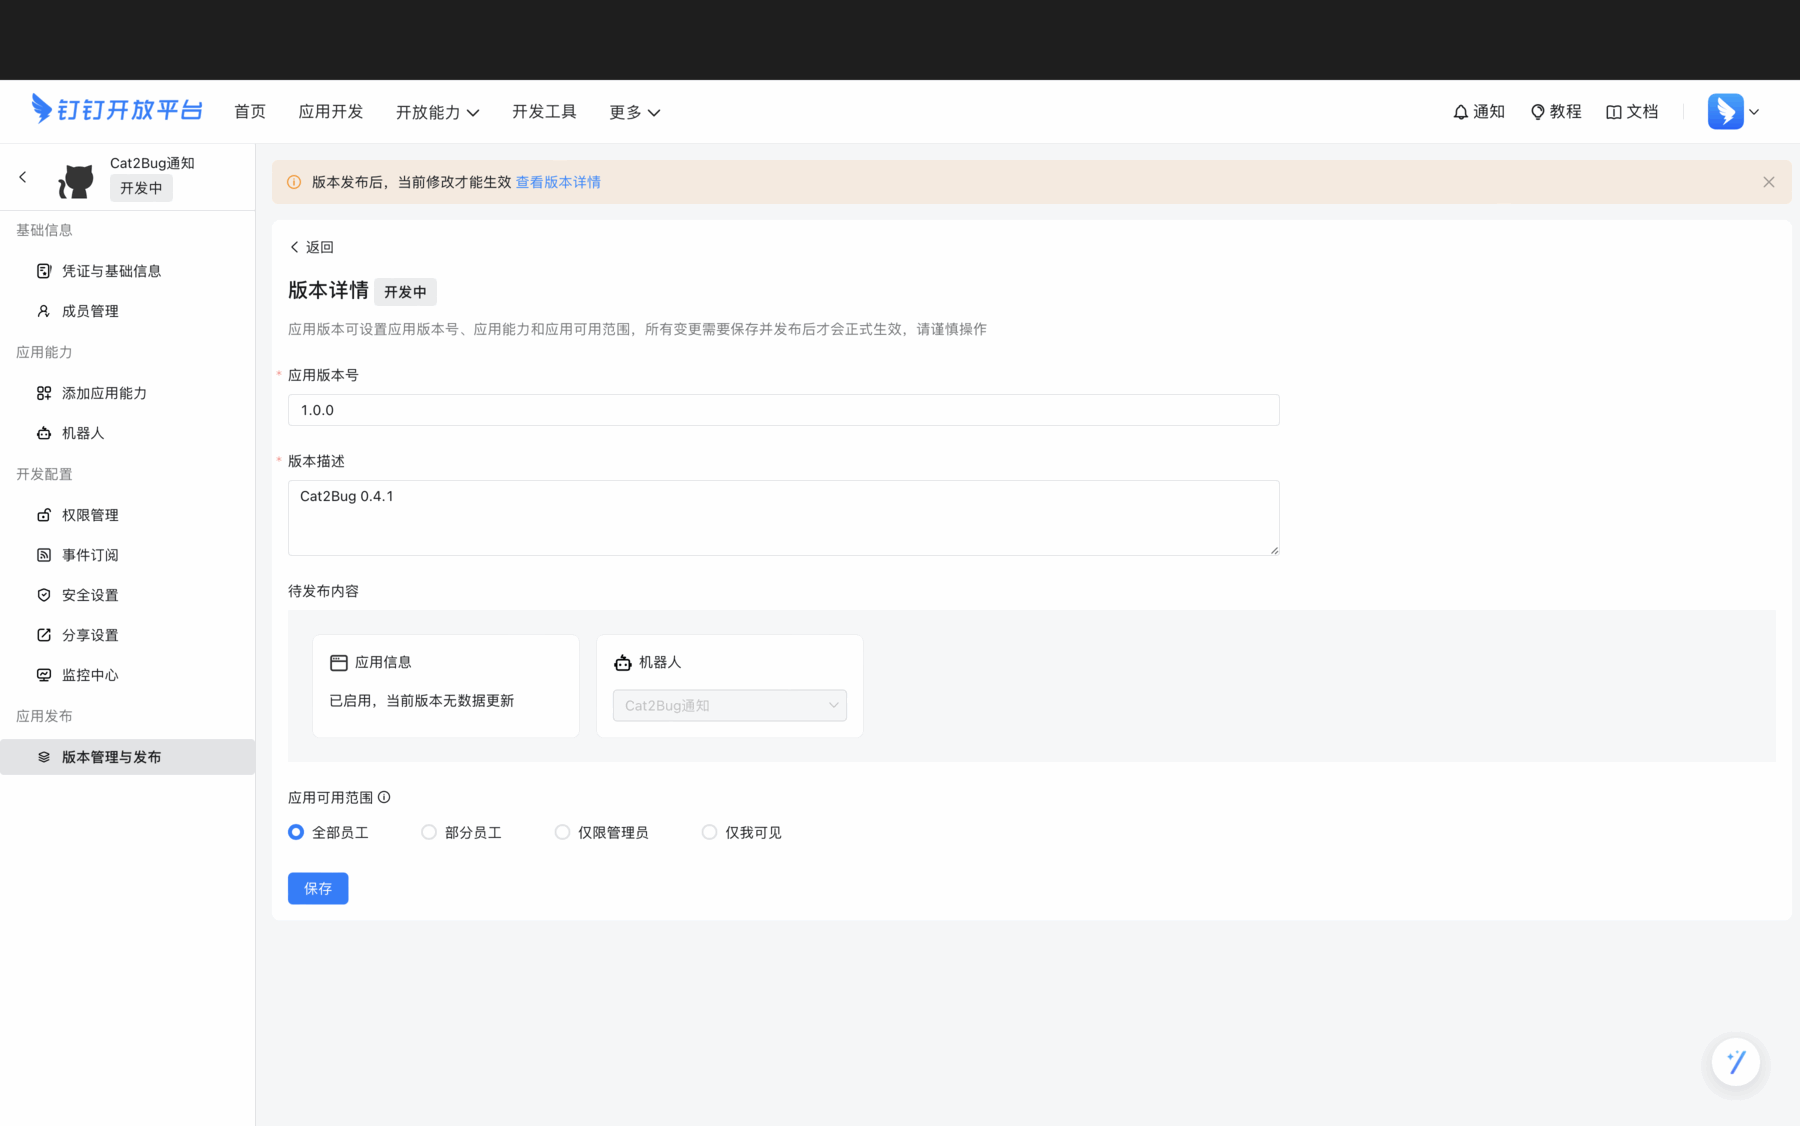 钉钉开放平台
首页
应用开发
开放能力
开发工具
更多
通知
教程
文档
Cat2Bug通知
开发中
基础信息
凭证与基础信息
成员管理
应用能力
添加应用能力
机器人
开发配置
权限管理
事件订阅
安全设置
分享设置
监控中心
应用发布
版本管理与发布
版本发布后，当前修改才能生效 查看版本详情
返回
版本详情 开发中
应用版本可设置应用版本号、应用能力和应用可用范围，所有变更需要保存并发布后才会正式生效，请谨慎操作
* 应用版本号
1.0.0
* 版本描述
Cat2Bug 0.4.1
待发布内容
应用信息
已启用，当前版本无数据更新
机器人
Cat2Bug通知
应用可用范围
全部员工
部分员工
仅限管理员
仅我可见
保存